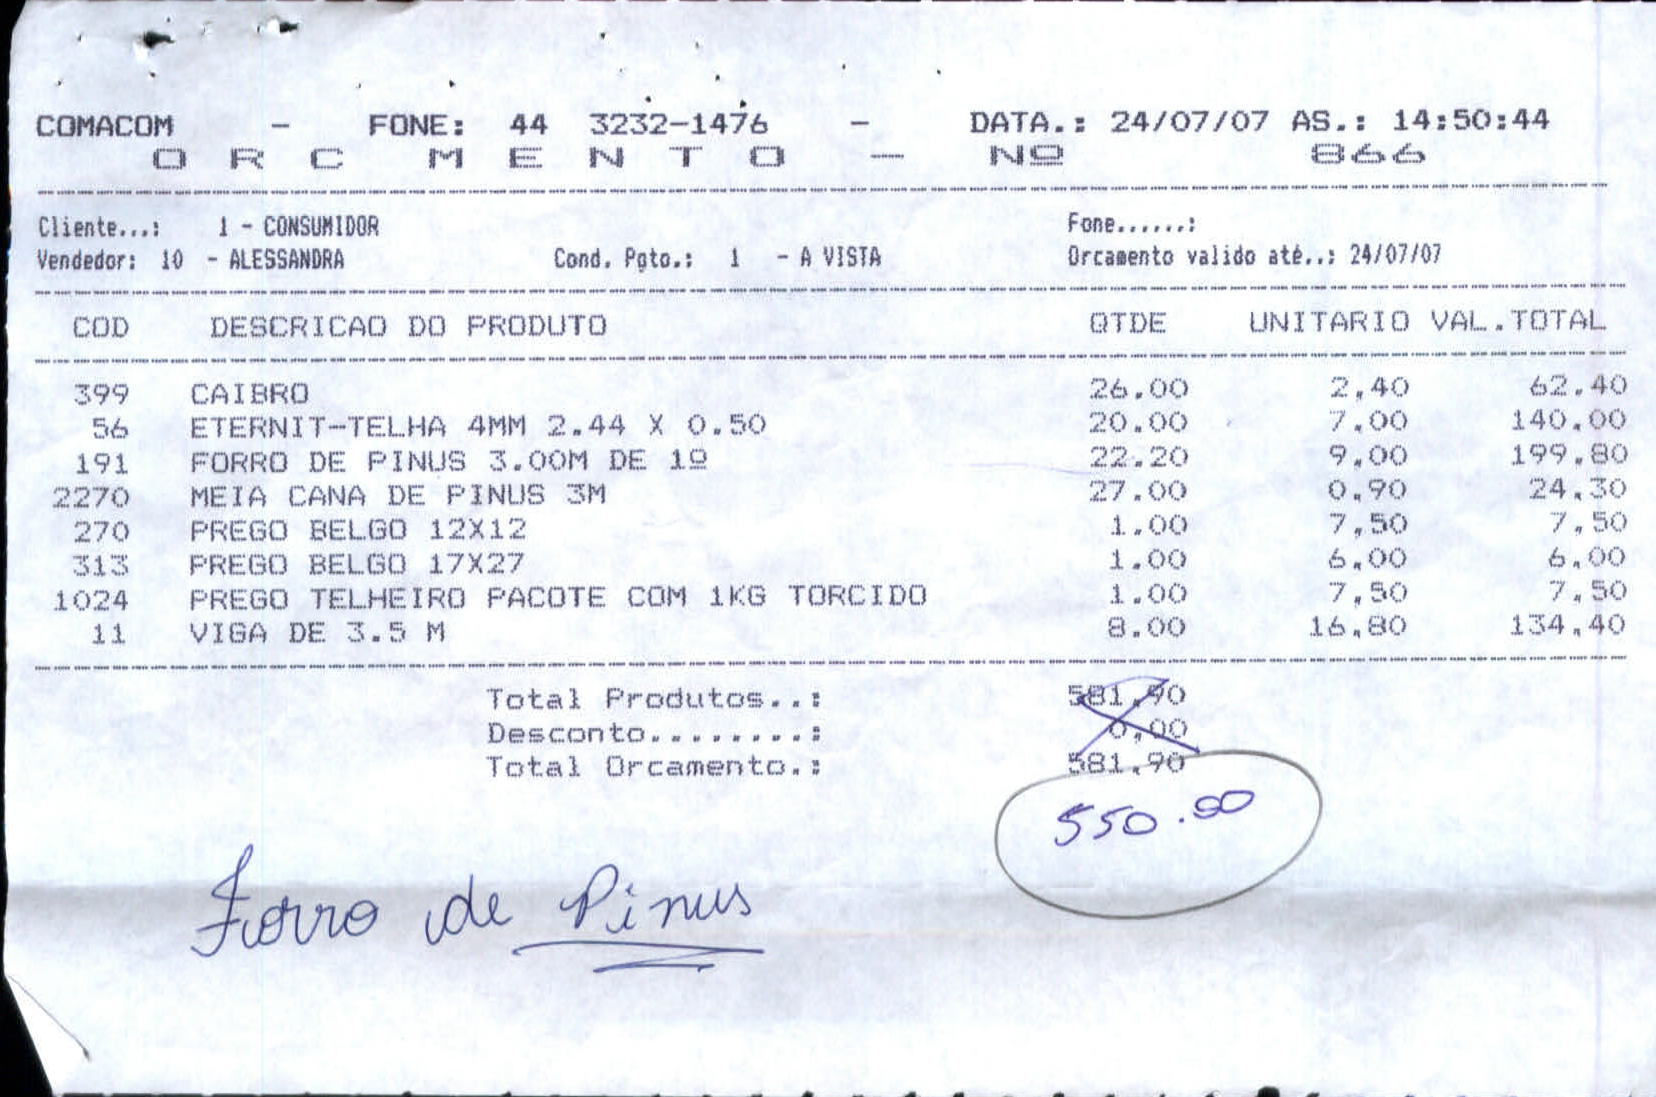 COMACOM - FONE: 44 3232-1476 - DATA.: 24/07/07 AS.: 14:50:44
O R C M E N T O - Nº 866
Cliente...: 1 - CONSUMIDOR Fone......:
Vendedor: 10 - ALESSANDRA Cond. Pgto.: 1 - A VISTA Orcamento valido até..: 24/07/07
COD DESCRICAO DO PRODUTO QTDE UNITARIO VAL.TOTAL
399 CAIBRO 26.00 2,40 62,40
56 ETERNIT-TELHA 4MM 2.44 X 0.50 20.00 7,00 140,00
191 FORRO DE PINUS 3.00M DE 1º 22.20 9,00 199,80
2270 MEIA CANA DE PINUS 3M 27.00 0,90 24,30
270 PREGO BELGO 12X12 1.00 7,50 7,50
313 PREGO BELGO 17X27 1.00 6,00 6,00
1024 PREGO TELHEIRO PACOTE COM 1KG TORCIDO 1.00 7,50 7,50
11 VIGA DE 3.5 M 8.00 16,80 134,40
Total Produtos..: 581,90
Desconto........: 0,00
Total Orcamento.: 581,90
550.00
Forro de Pinus